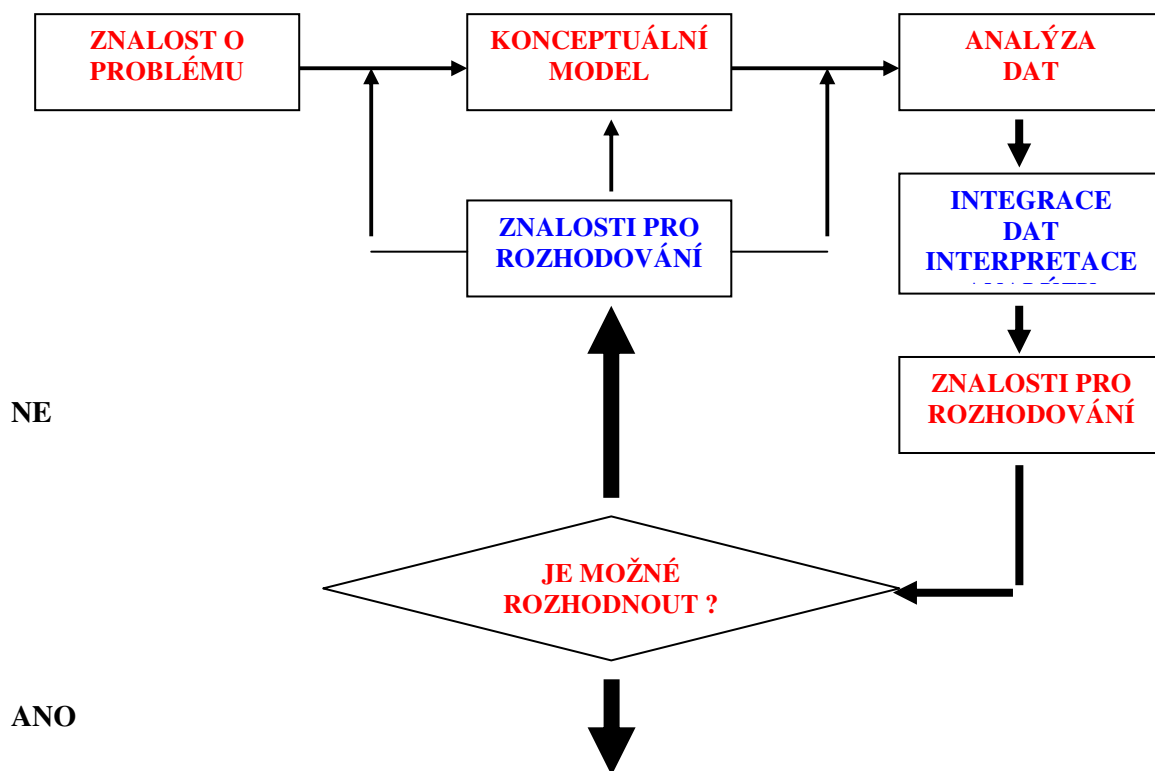 ZNALOST O
PROBLÉMU
KONCEPTUÁLNÍ
MODEL
ANALÝZA
DAT
ZNALOSTI PRO
ROZHODOVÁNÍ
INTEGRACE
DAT
INTERPRETACE
ZNALOSTI PRO
ROZHODOVÁNÍ
NE
JE MOŽNÉ
ROZHODNOUT ?
ANO